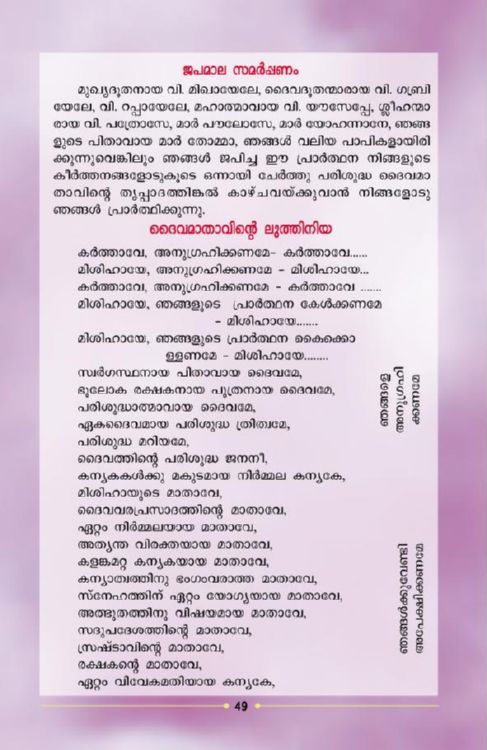 ജപമാല സമർപ്പണം
മുഖ്യദൂതനായ വി. മിഖായേലേ, ദൈവദൂതന്മാരായ വി. ഗബ്രി
യേലേ, വി. റപ്പായേലേ, മഹാത്മാവായ വി. യൗസേപ്പേ, ശ്ലീഹന്മാ
രായ വി. പത്രോസേ, മാർ പൗലോസേ, മാർ യോഹന്നാനേ, ഞങ്ങ
ളുടെ പിതാവായ മാർ തോമ്മാ, ഞങ്ങൾ വലിയ പാപികളായിരി
ക്കുന്നുവെങ്കിലും ഞങ്ങൾ ജപിച്ച ഈ പ്രാർത്ഥന നിങ്ങളുടെ
കീർത്തനങ്ങളോടുകൂടെ ഒന്നായി ചേർത്തു പരിശുദ്ധ ദൈവമാ
താവിന്റെ തൃപ്പാദത്തിങ്കൽ കാഴ്ചവയ്ക്കുവാൻ നിങ്ങളോടു
ഞങ്ങൾ പ്രാർത്ഥിക്കുന്നു.
ദൈവമാതാവിന്റെ ലുത്തിനിയ
കർത്താവേ, അനുഗ്രഹിക്കണമേ– കർത്താവേ......
മിശിഹായേ, അനുഗ്രഹിക്കണമേ – മിശിഹായേ...
കർത്താവേ, അനുഗ്രഹിക്കണമേ – കർത്താവേ ......
മിശിഹായേ, ഞങ്ങളുടെ പ്രാർത്ഥന കേൾക്കണമേ
– മിശിഹായേ.......
മിശിഹായേ, ഞങ്ങളുടെ പ്രാർത്ഥന കൈക്കൊ
ള്ളണമേ – മിശിഹായേ........
സ്വർഗസ്ഥനായ പിതാവായ ദൈവമേ,
ഭൂലോക രക്ഷകനായ പുത്രനായ ദൈവമേ,
പരിശുദ്ധാത്മാവായ ദൈവമേ,
ഏകദൈവമായ പരിശുദ്ധ ത്രിത്വമേ,
ഞങ്ങളെ
അനുഗ്രഹി
ക്കണമേ
പരിശുദ്ധ മറിയമേ,
ദൈവത്തിന്റെ പരിശുദ്ധ ജനനീ,
കന്യകകൾക്കു മകുടമായ നിർമ്മല കന്യകേ,
മിശിഹായുടെ മാതാവേ,
ദൈവവരപ്രസാദത്തിന്റെ മാതാവേ,
ഏറ്റം നിർമ്മലയായ മാതാവേ,
അത്യന്ത വിരക്തയായ മാതാവേ,
കളങ്കമറ്റ കന്യകയായ മാതാവേ,
കന്യാത്വത്തിനു ഭംഗംവരാത്ത മാതാവേ,
സ്നേഹത്തിന് ഏറ്റം യോഗ്യയായ മാതാവേ,
അത്ഭുതത്തിനു വിഷയമായ മാതാവേ,
സദുപദേശത്തിന്റെ മാതാവേ,
സ്രഷ്ടാവിന്റെ മാതാവേ,
രക്ഷകന്റെ മാതാവേ,
ഏറ്റം വിവേകമതിയായ കന്യകേ,
ഞങ്ങൾക്കുവേണ്ടി
അപേക്ഷിക്കണമേ
49